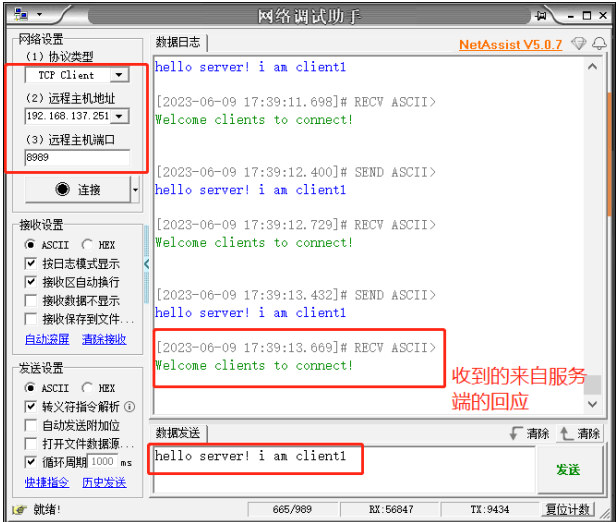 网络调试助手
网络设置
(1) 协议类型
TCP Client
(2) 远程主机地址
192.168.137.251
(3) 远程主机端口
8989
连接
接收设置
ASCII HEX
按日志模式显示
接收区自动换行
接收数据不显示
接收保存到文件...
自动滚屏 清除接收
发送设置
ASCII HEX
转义符指令解析
自动发送附加位
打开文件数据源...
循环周期 1000 ms
快捷指令 历史发送
数据日志
NetAssist V5.0.7
hello server! i am client1
[2023-06-09 17:39:11.698]# RECV ASCII>
Welcome clients to connect!
[2023-06-09 17:39:12.400]# SEND ASCII>
hello server! i am client1
[2023-06-09 17:39:12.729]# RECV ASCII>
Welcome clients to connect!
[2023-06-09 17:39:13.432]# SEND ASCII>
hello server! i am client1
[2023-06-09 17:39:13.669]# RECV ASCII>
Welcome clients to connect!
收到的来自服务
端的回应
数据发送
清除 清除
hello server! i am client1
发送
就绪!
665/989
RX:56847
TX:9434
复位计数